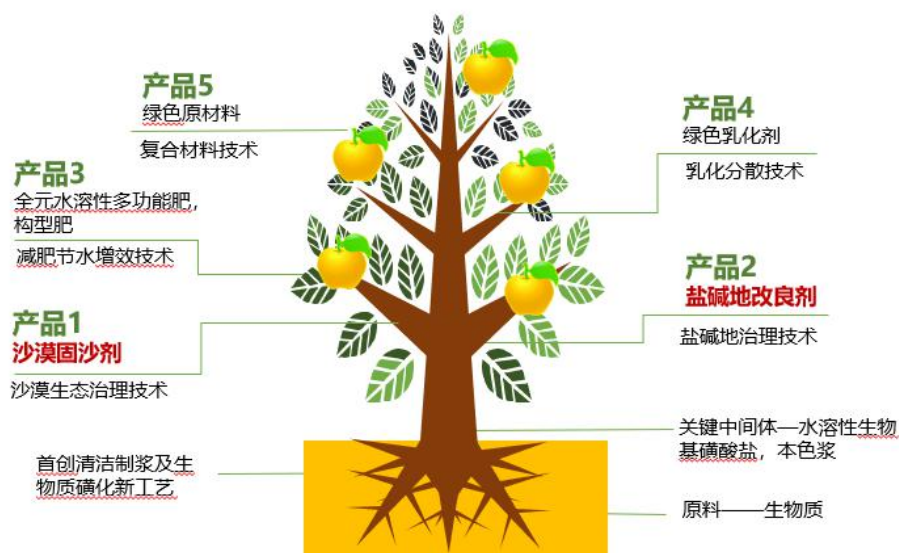 产品5
绿色原材料
复合材料技术
产品4
绿色乳化剂
乳化分散技术
产品3
全元水溶性多功能肥，
构型肥
减肥节水增效技术
产品2
盐碱地改良剂
盐碱地治理技术
产品1
沙漠固沙剂
沙漠生态治理技术
关键中间体—水溶性生物
基磺酸盐，本色浆
首创清洁制浆及生
物质磺化新工艺
原料——生物质